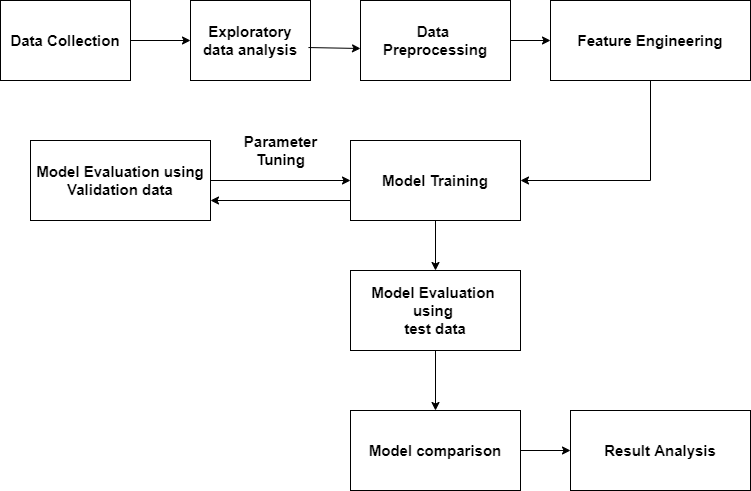 Data Collection
Exploratory
data analysis
Data
Preprocessing
Feature Engineering
Model Evaluation using
Validation data
Parameter
Tuning
Model Training
Model Evaluation
using
test data
Model comparison
Result Analysis